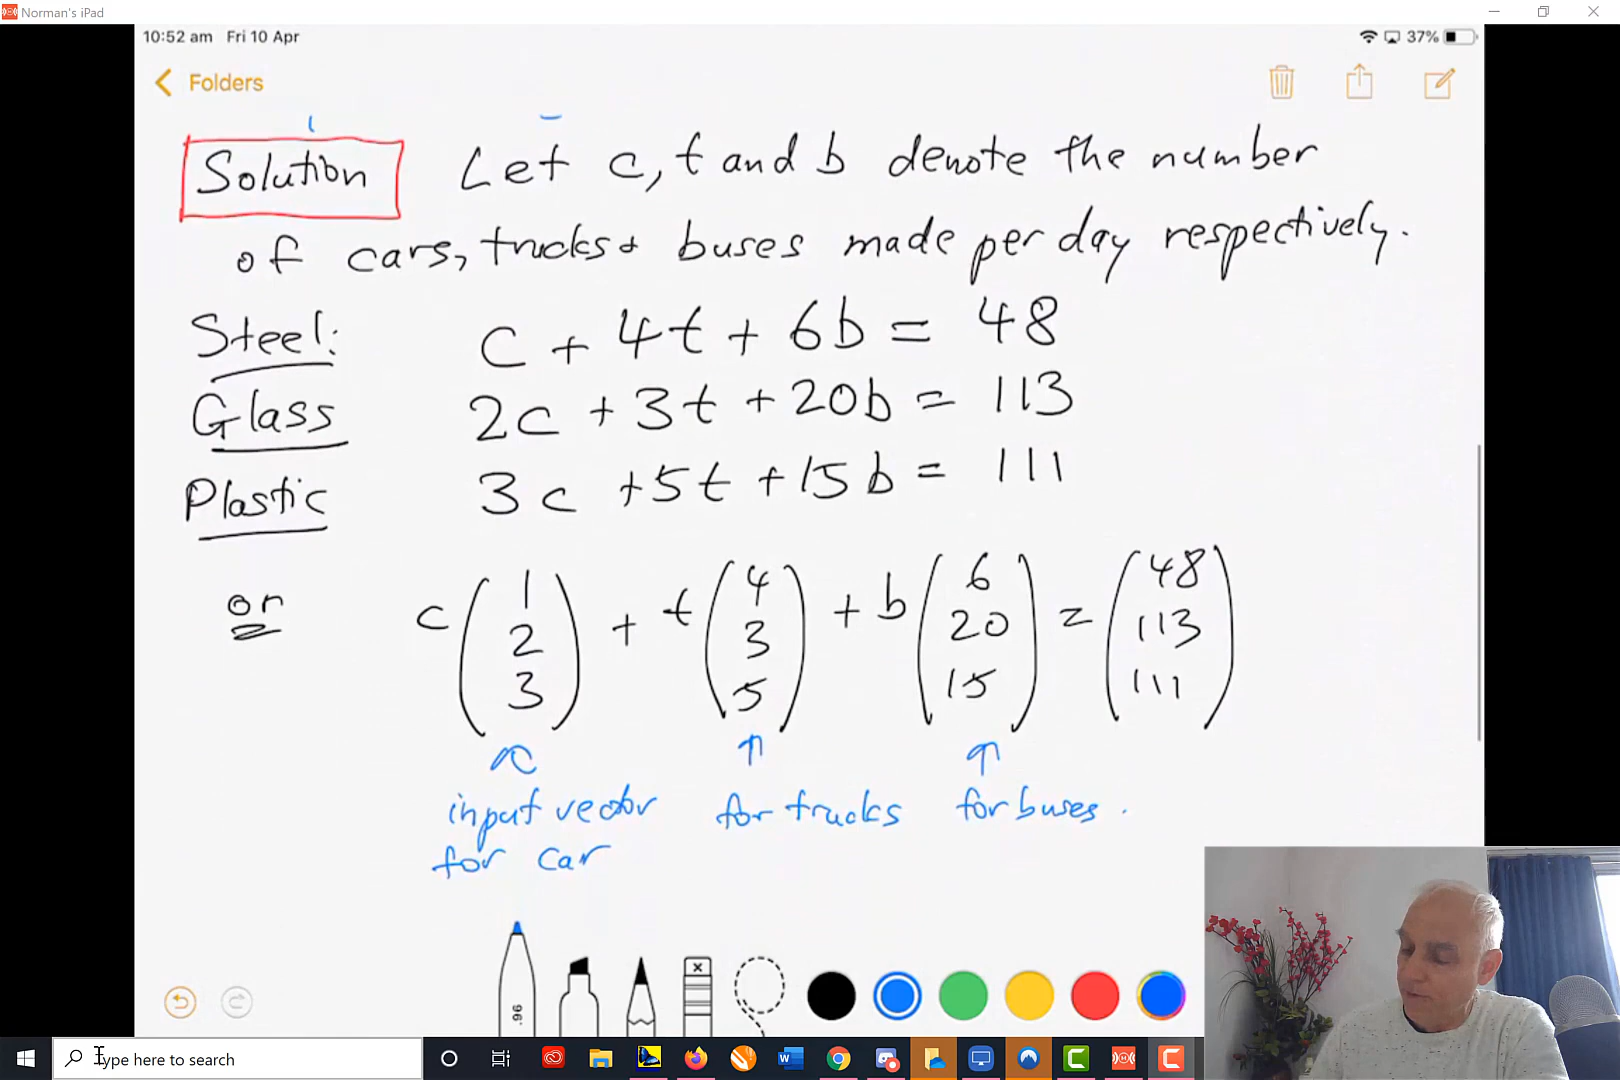 Norman's iPad
10:52 am Fri 10 Apr
37%
Folders
Solution Let c, t and b denote the number
of cars, trucks + buses made per day respectively.
Steel: c + 4t + 6b = 48
Glass 2c + 3t + 20b = 113
Plastic 3c + 5t + 15b = 111
or c (1 2 3) + t (4 3 5) + b (6 20 15) = (48 113 111)
input vector for trucks for buses.
for car
.96
Type here to search